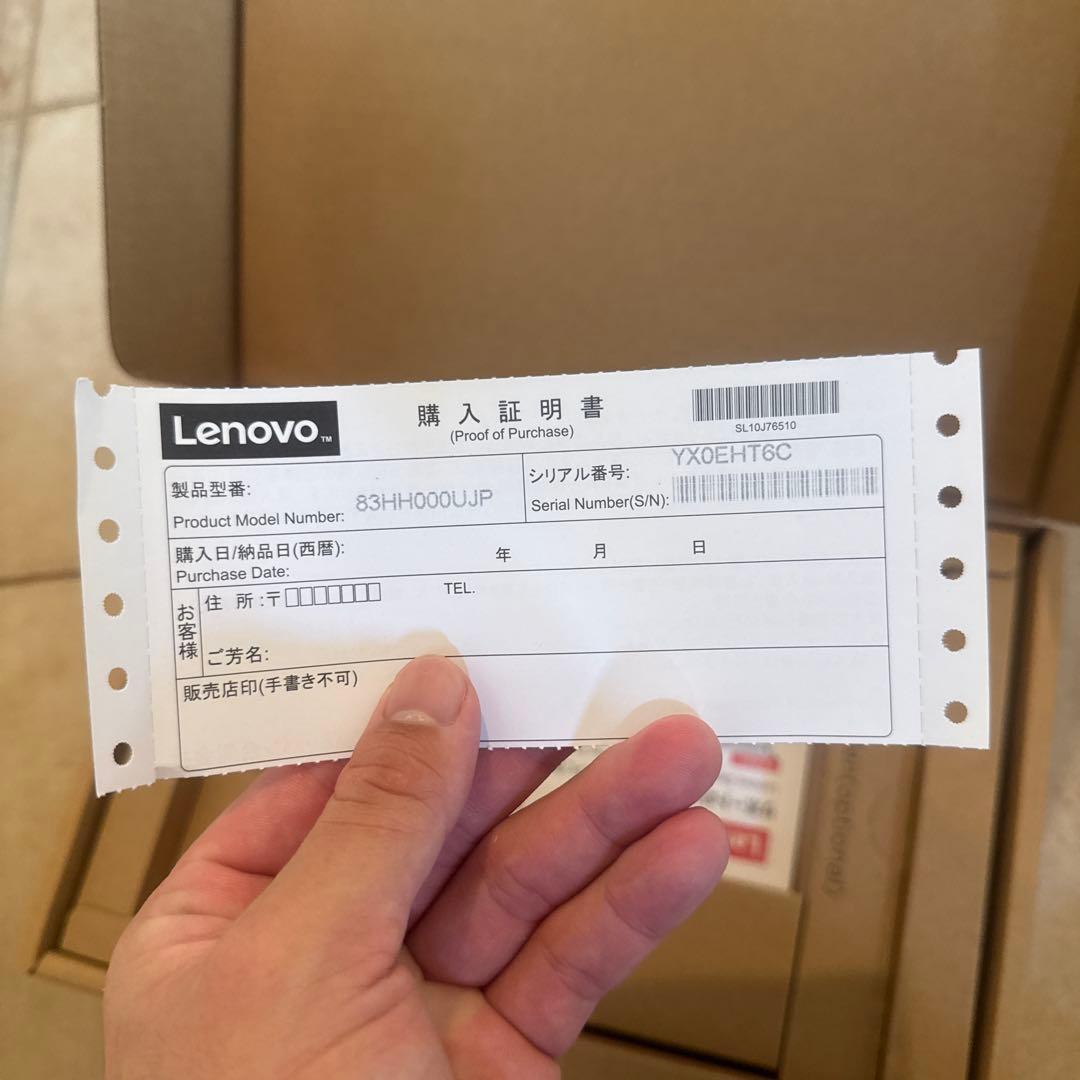 Lenovo™
購入証明書
(Proof of Purchase)
SL10J76510
製品型番:
Product Model Number: 83HH000UJP
シリアル番号: YX0EHT6C
Serial Number(S/N):
購入日/納品日(西暦): 年 月 日
Purchase Date:
お客様
住 所:〒 TEL.
ご芳名:
販売店印(手書き不可)